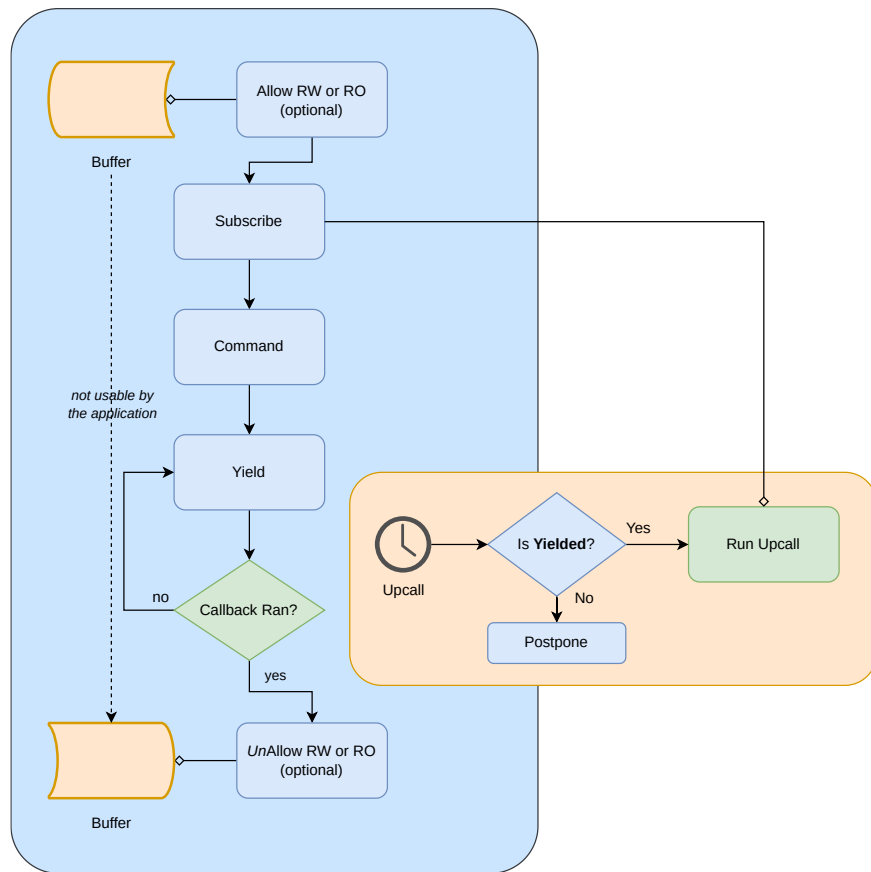 Allow RW or RO
(optional)
Buffer
Subscribe
Command
not usable by
the application
Yield
Is Yielded?
Yes
Run Upcall
Upcall
no
Callback Ran?
No
Postpone
yes
UnAllow RW or RO
(optional)
Buffer